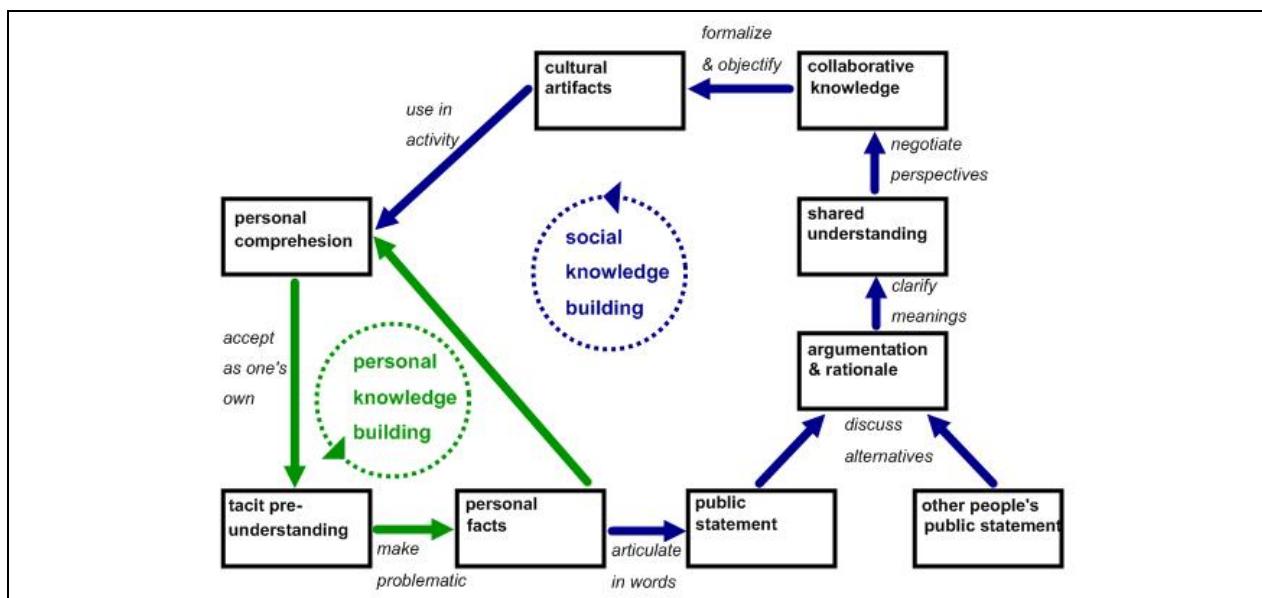 formalize
& objectify
cultural
artifacts
collaborative
knowledge
use in
activity
negotiate
perspectives
personal
comprehesion
social
knowledge
building
shared
understanding
clarify
meanings
accept
as one's
own
personal
knowledge
building
argumentation
& rationale
discuss
alternatives
tacit pre-
understanding
make
problematic
personal
facts
articulate
in words
public
statement
other people's
public statement